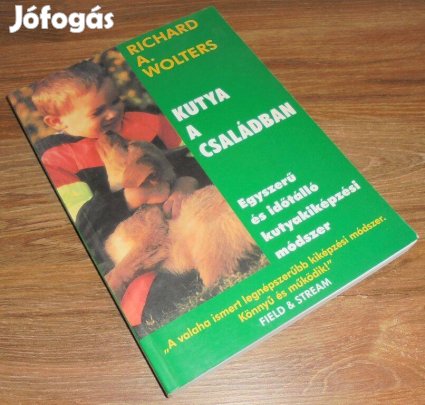 Jófogás
RICHARD
A.
WOLTERS
KUTYA
A
CSALÁDBAN
Egyszerű
és időtálló
kutyakiképzési
módszer
„A valaha ismert legnépszerűbb kiképzési módszer.
Könnyű és működik!"
FIELD & STREAM